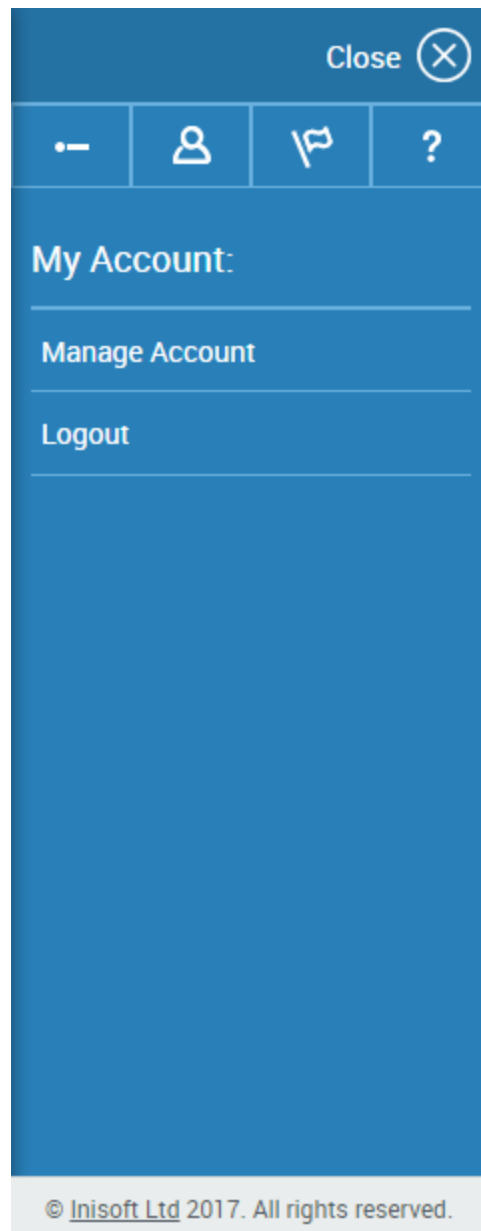 Close
?
My Account:
Manage Account
Logout
© Inisoft Ltd 2017. All rights reserved.